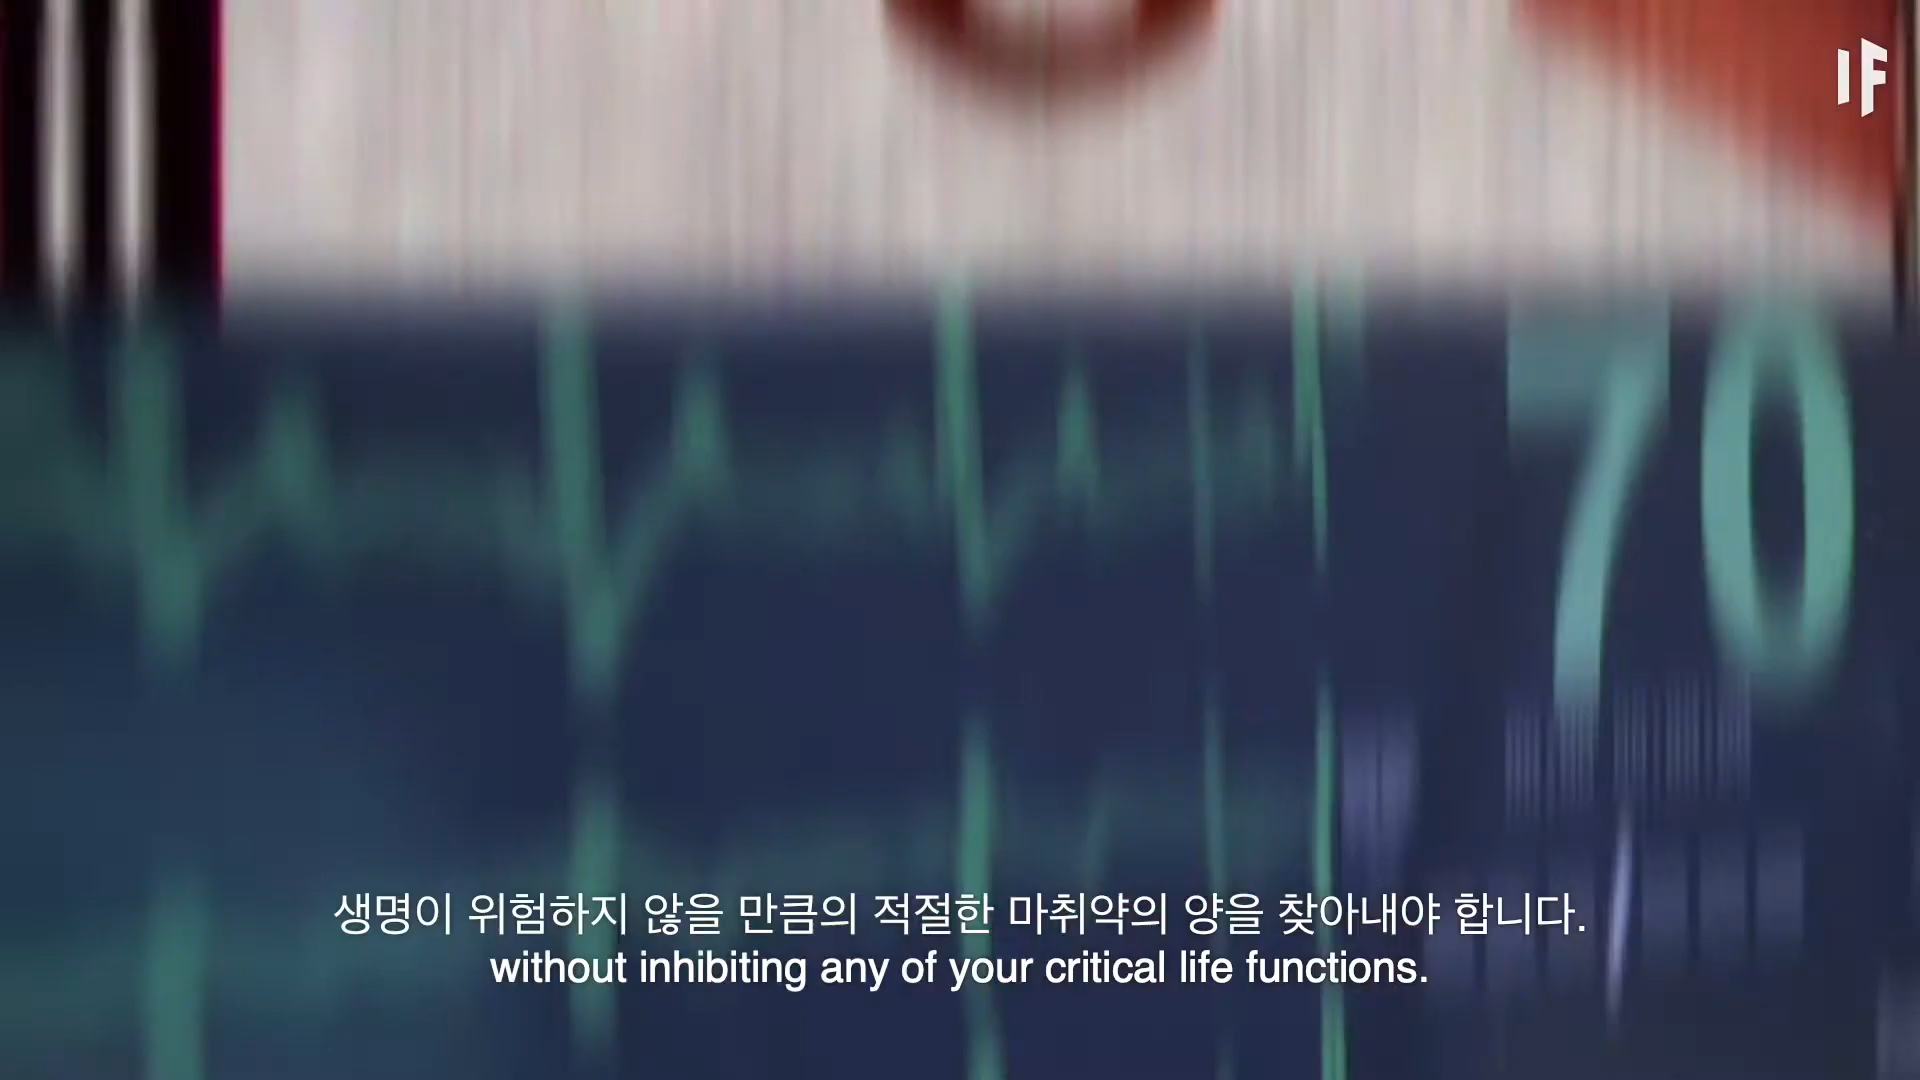 IF
70
생명이 위험하지 않을 만큼의 적절한 마취약의 양을 찾아내야 합니다.
without inhibiting any of your critical life functions.